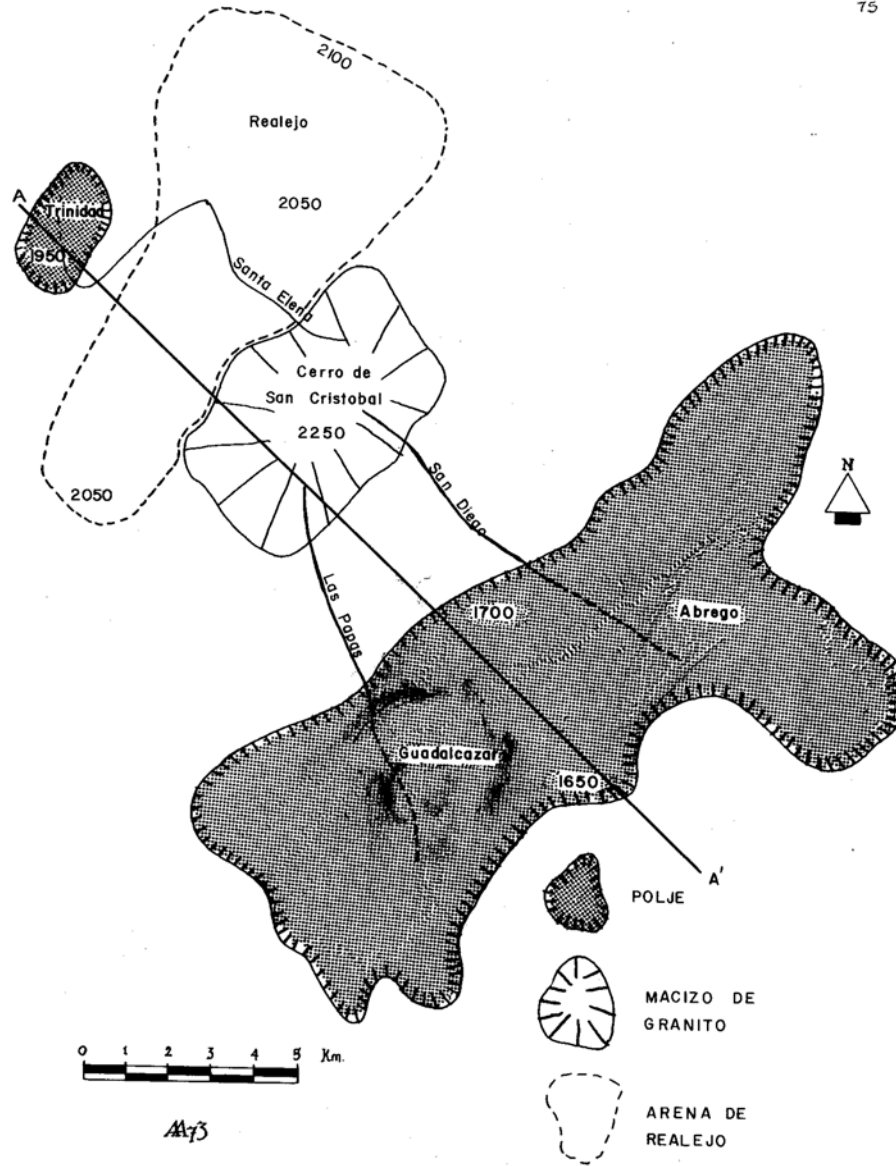 75
2100
Realejo
A
Trinidad
2050
1950
Santa Elena
Cerro de
San Cristobal
2250
2050
San Diego
N
Las Papas
1700
Abrego
Guadalcazar
1650
A'
POLJE
MACIZO DE
GRANITO
0 1 2 3 4 5 Km.
ARENA DE
REALEJO
AA73